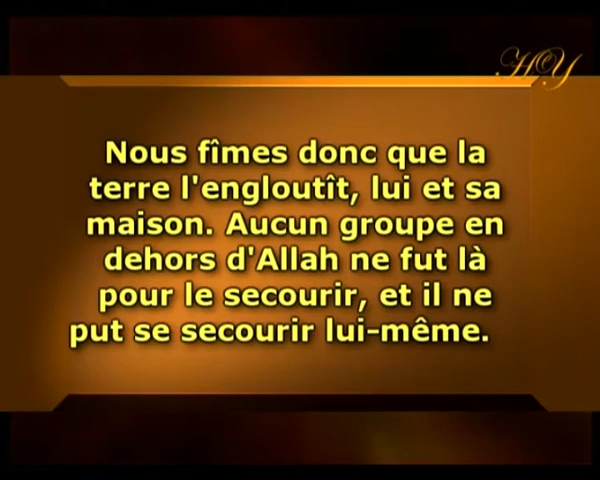 HY
Nous fîmes donc que la
terre l'engloutît, lui et sa
maison. Aucun groupe en
dehors d'Allah ne fut là
pour le secourir, et il ne
put se secourir lui-même.